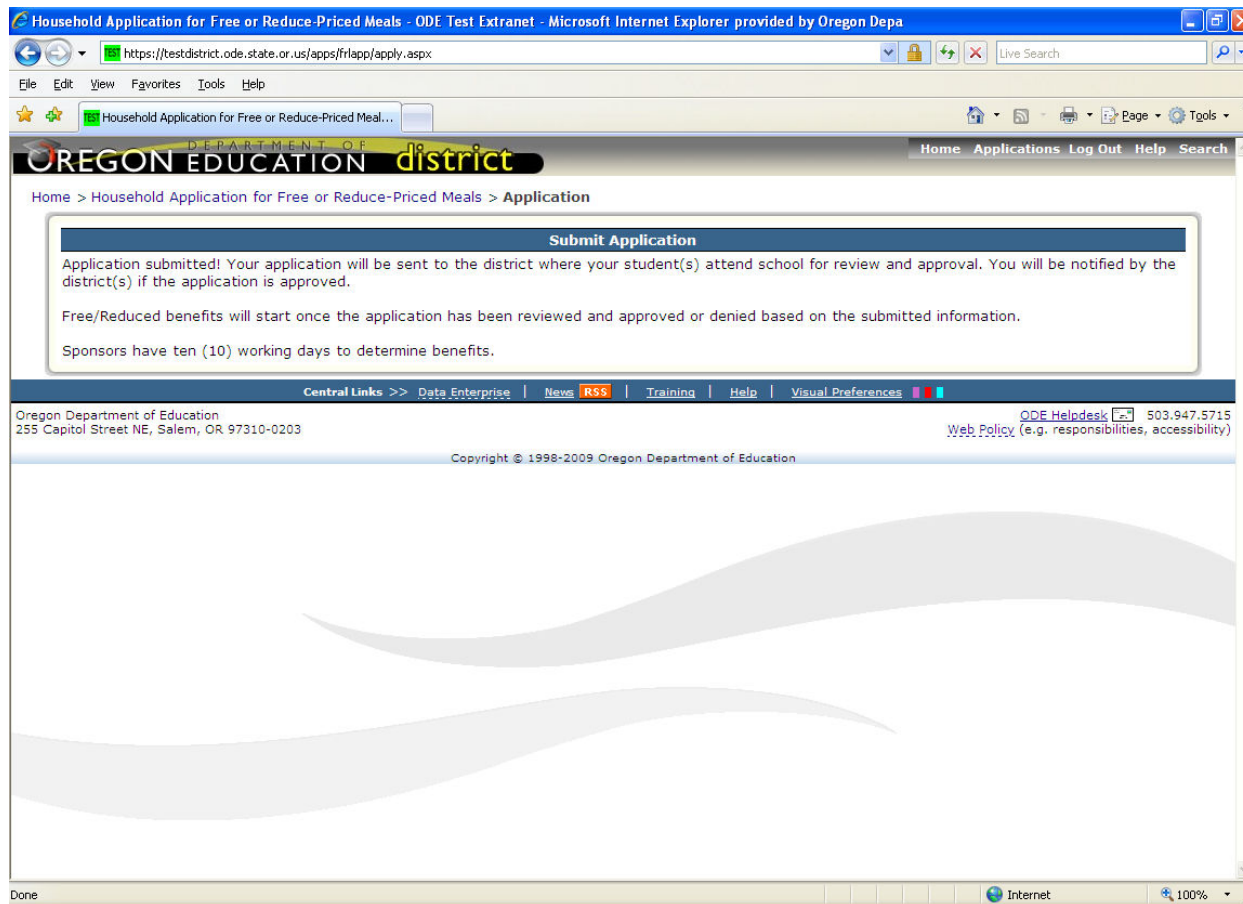 Household Application for Free or Reduce-Priced Meals - ODE Test Extranet - Microsoft Internet Explorer provided by Oregon Depa
TEST https://testdistrict.ode.state.or.us/apps/frlapp/apply.aspx Live Search
File Edit View Favorites Tools Help
TEST Household Application for Free or Reduce-Priced Meal... Page Tools
DEPARTMENT OF
OREGON EDUCATION district
Home Applications Log Out Help Search
Home > Household Application for Free or Reduce-Priced Meals > Application
Submit Application
Application submitted! Your application will be sent to the district where your student(s) attend school for review and approval. You will be notified by the
district(s) if the application is approved.
Free/Reduced benefits will start once the application has been reviewed and approved or denied based on the submitted information.
Sponsors have ten (10) working days to determine benefits.
Central Links >> Data Enterprise | News RSS | Training | Help | Visual Preferences
Oregon Department of Education
255 Capitol Street NE, Salem, OR 97310-0203
ODE Helpdesk 503.947.5715
Web Policy (e.g. responsibilities, accessibility)
Copyright © 1998-2009 Oregon Department of Education
Done Internet 100%